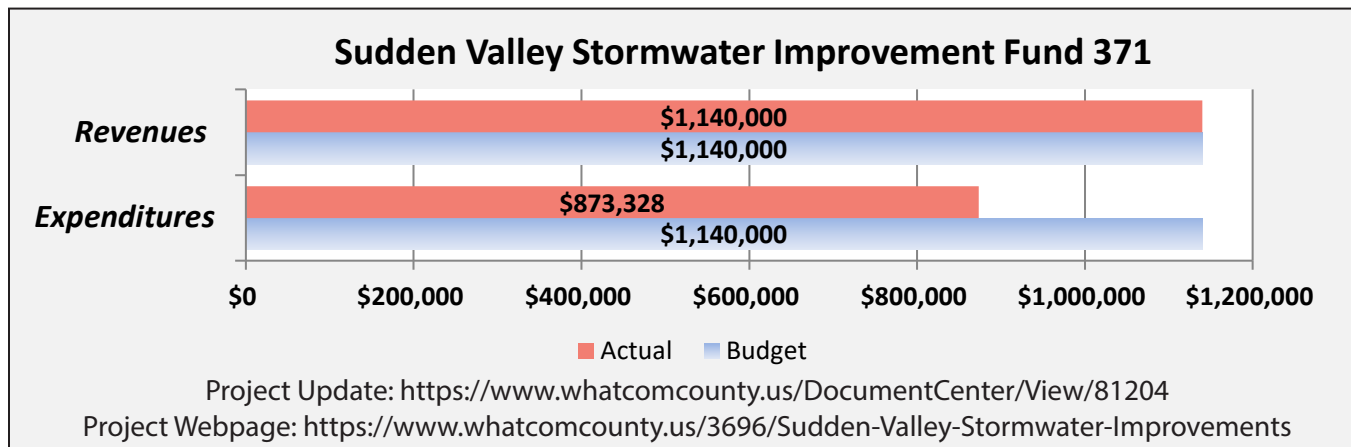 Sudden Valley Stormwater Improvement Fund 371
Revenues
$1,140,000
$1,140,000
Expenditures
$873,328
$1,140,000
$0 $200,000 $400,000 $600,000 $800,000 $1,000,000 $1,200,000
Actual Budget
Project Update: https://www.whatcomcounty.us/DocumentCenter/View/81204
Project Webpage: https://www.whatcomcounty.us/3696/Sudden-Valley-Stormwater-Improvements